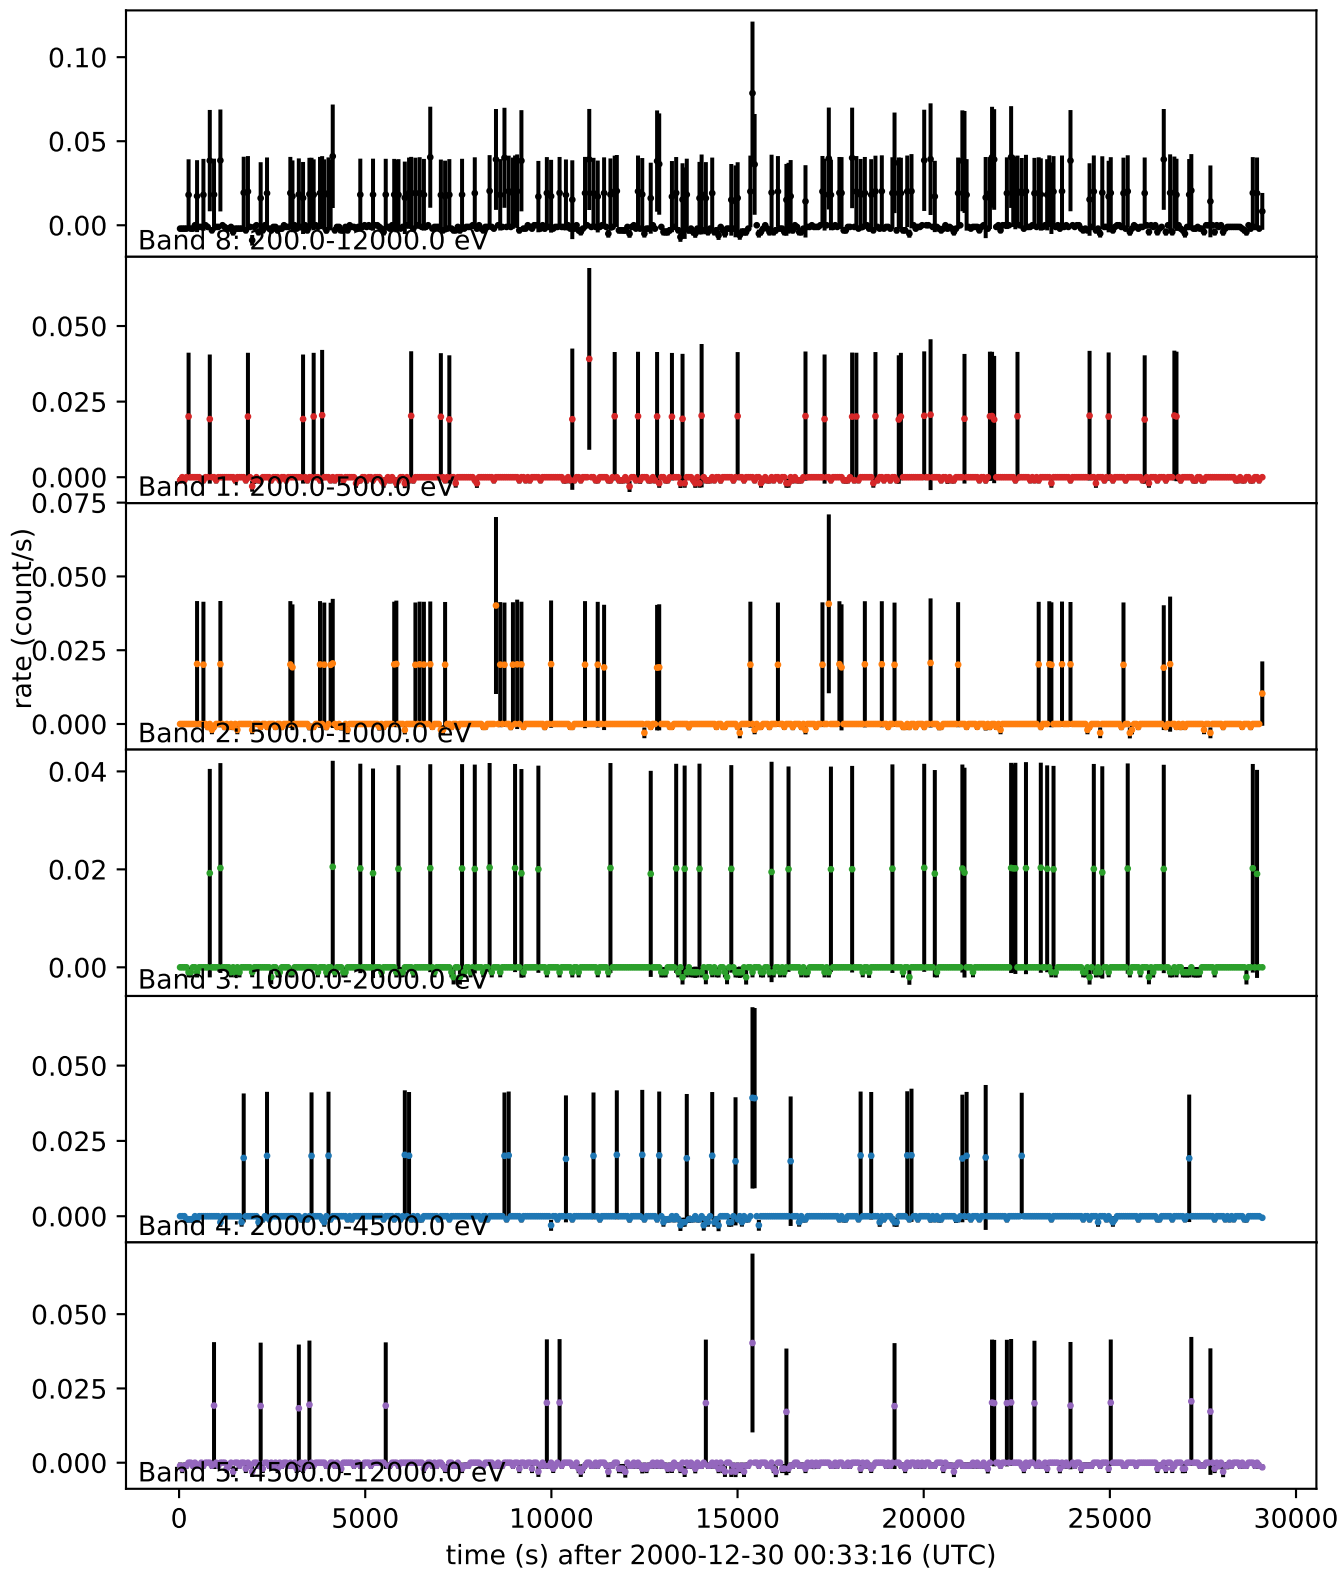 0.10
0.05
0.00
Band 8: 200.0-12000.0 eV
0.050
0.025
0.000
Band 1: 200.0-500.0 eV
0.075
0.050
0.025
0.000
Band 2: 500.0-1000.0 eV
rate (count/s)
0.04
0.02
0.00
Band 3: 1000.0-2000.0 eV
0.050
0.025
0.000
Band 4: 2000.0-4500.0 eV
0.050
0.025
0.000
Band 5: 4500.0-12000.0 eV
0 5000 10000 15000 20000 25000 30000
time (s) after 2000-12-30 00:33:16 (UTC)